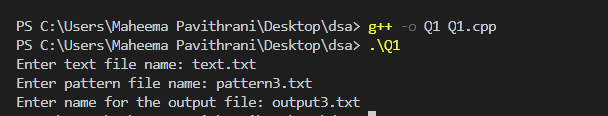 PS C:\Users\Maheema Pavithrani\Desktop\dsa> g++ -o Q1 Q1.cpp
PS C:\Users\Maheema Pavithrani\Desktop\dsa> .\Q1
Enter text file name: text.txt
Enter pattern file name: pattern3.txt
Enter name for the output file: output3.txt